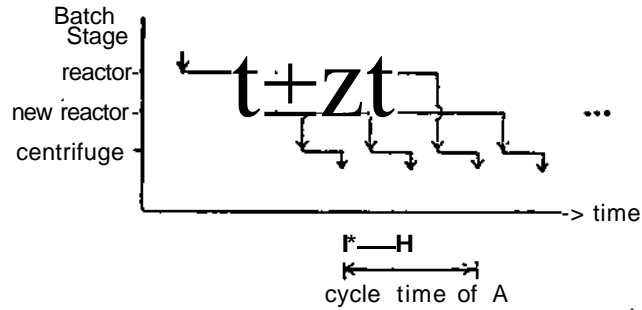 Batch
Stage
reactor-
t+zt
new reactor-
...
centrifuge -
-> time
I*——H
cycle time of A